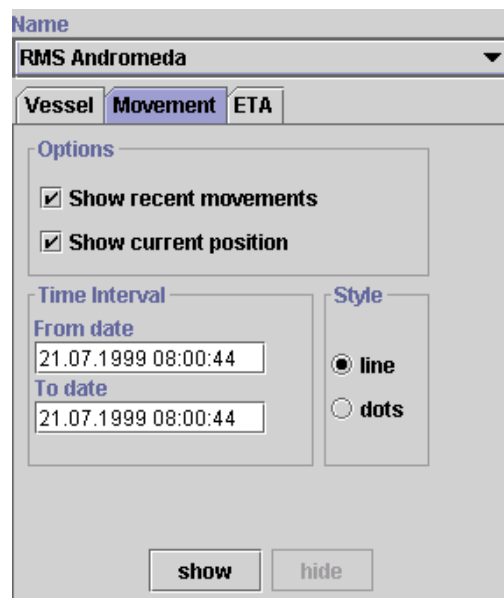 Name
RMS Andromeda
Vessel Movement ETA
Options
Show recent movements
Show current position
Time Interval Style
From date
21.07.1999 08:00:44 line
To date
21.07.1999 08:00:44 dots
show hide